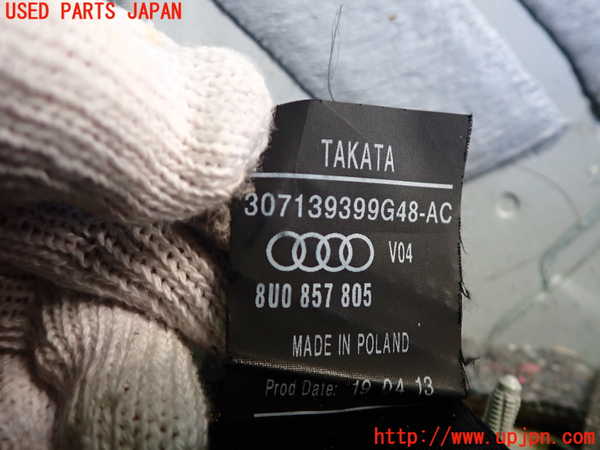 USED PARTS JAPAN
TAKATA
307139399G48-AC
V04
8U0 857 805
MADE IN POLAND
Prod Date: 19 04 13
http://www.upjpn.com